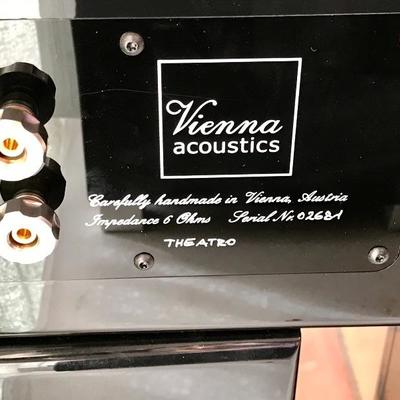 Vienna
acoustics
Carefully handmade in Vienna, Austria
Impedance 6 Ohms Serial Nr. 02681
THEATRO